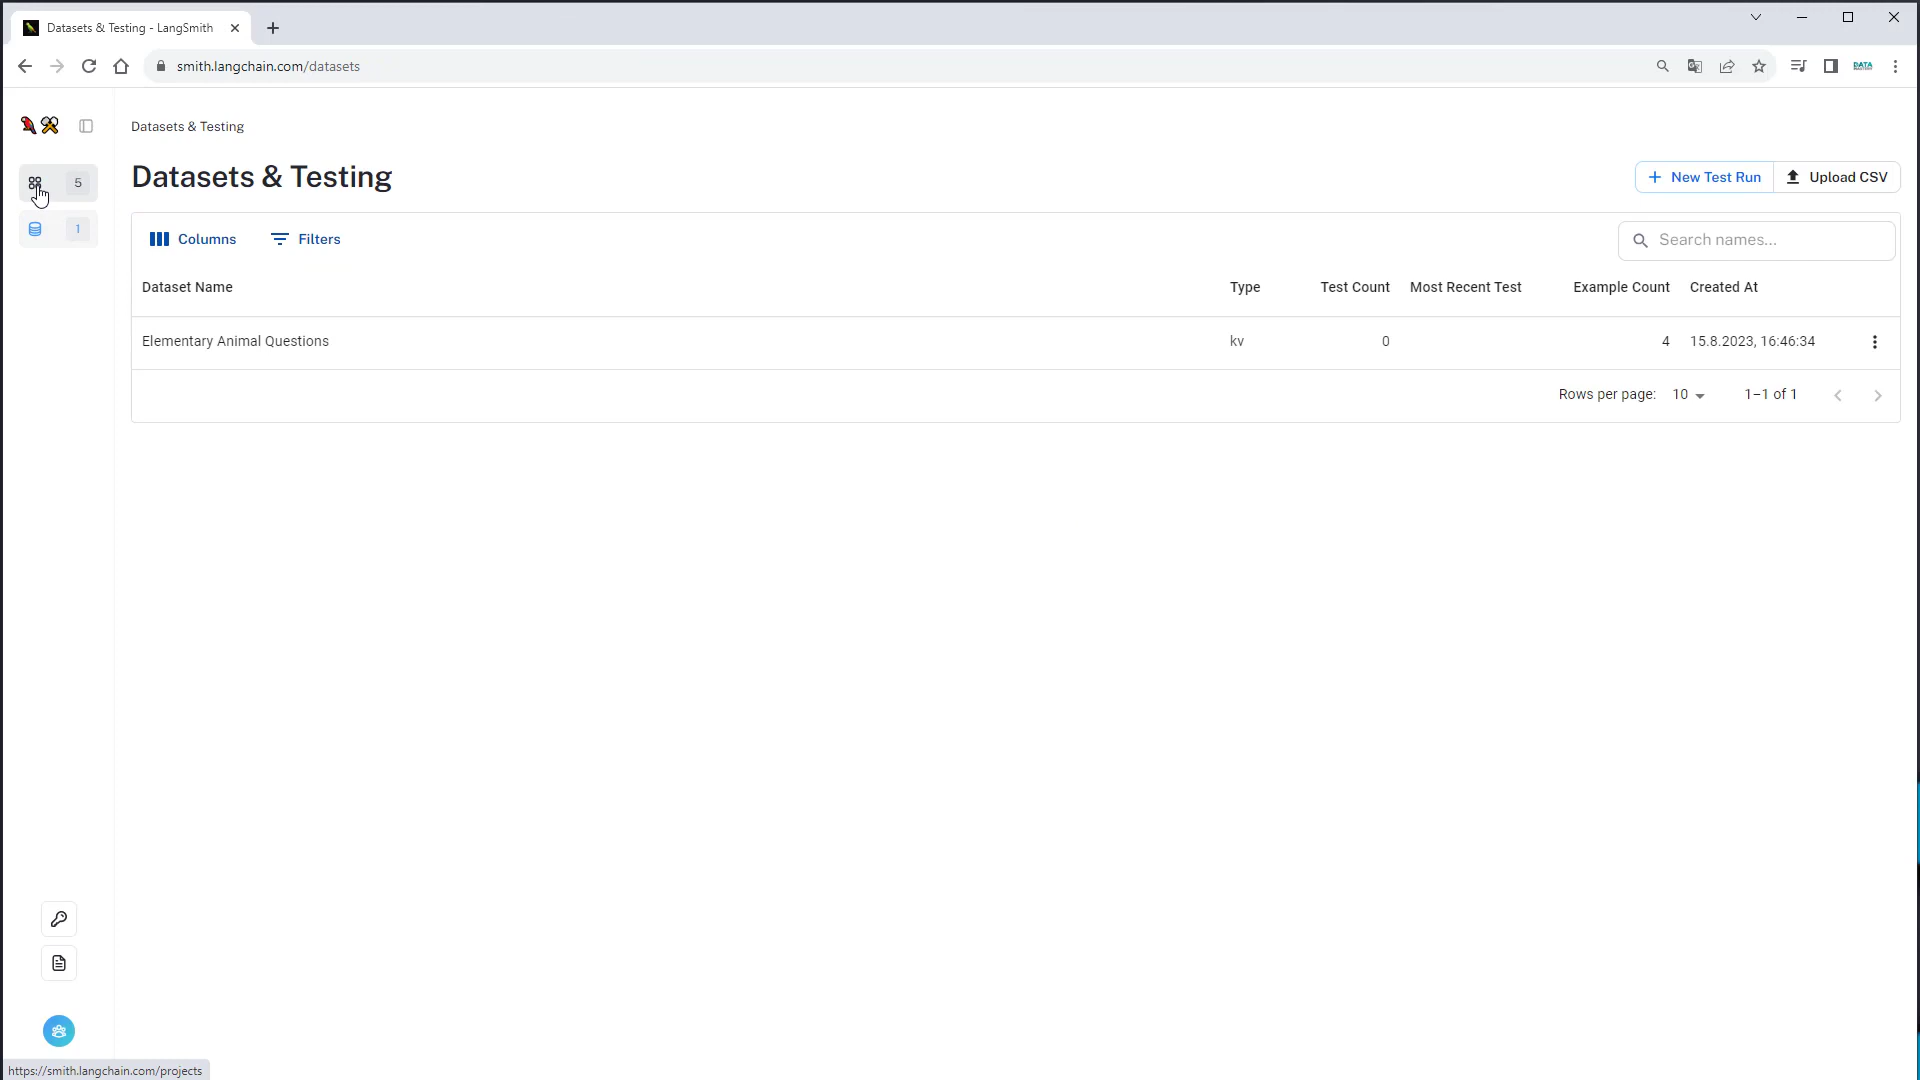 Datasets & Testing - LangSmith
smith.langchain.com/datasets
DATA
Datasets & Testing
5
1
Datasets & Testing
New Test Run
Upload CSV
Columns
Filters
Search names...
Dataset Name Type Test Count Most Recent Test Example Count Created At
Elementary Animal Questions kv 0 4 15.8.2023, 16:46:34
Rows per page: 10 1–1 of 1
https://smith.langchain.com/projects